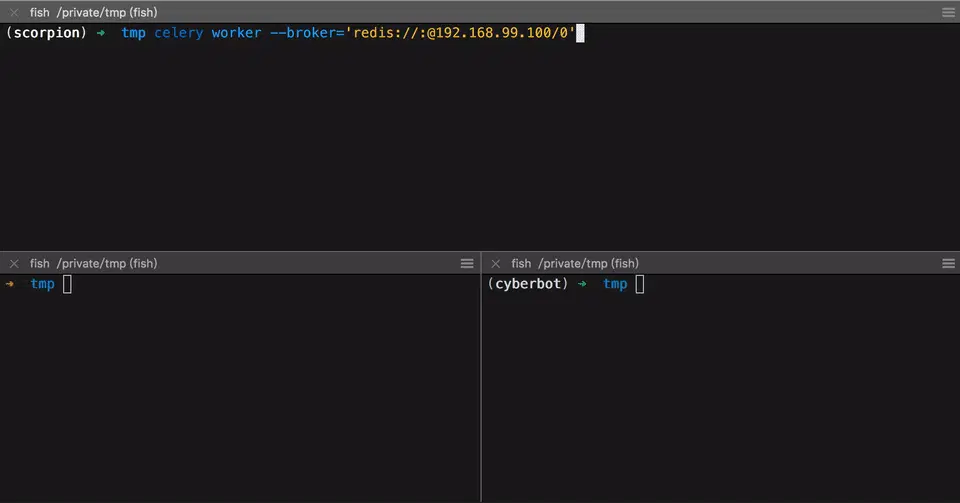 fish /private/tmp (fish)
(scorpion) ➜ tmp celery worker --broker='redis://:@192.168.99.100/0'
fish /private/tmp (fish)
➜ tmp
fish /private/tmp (fish)
(cyberbot) ➜ tmp